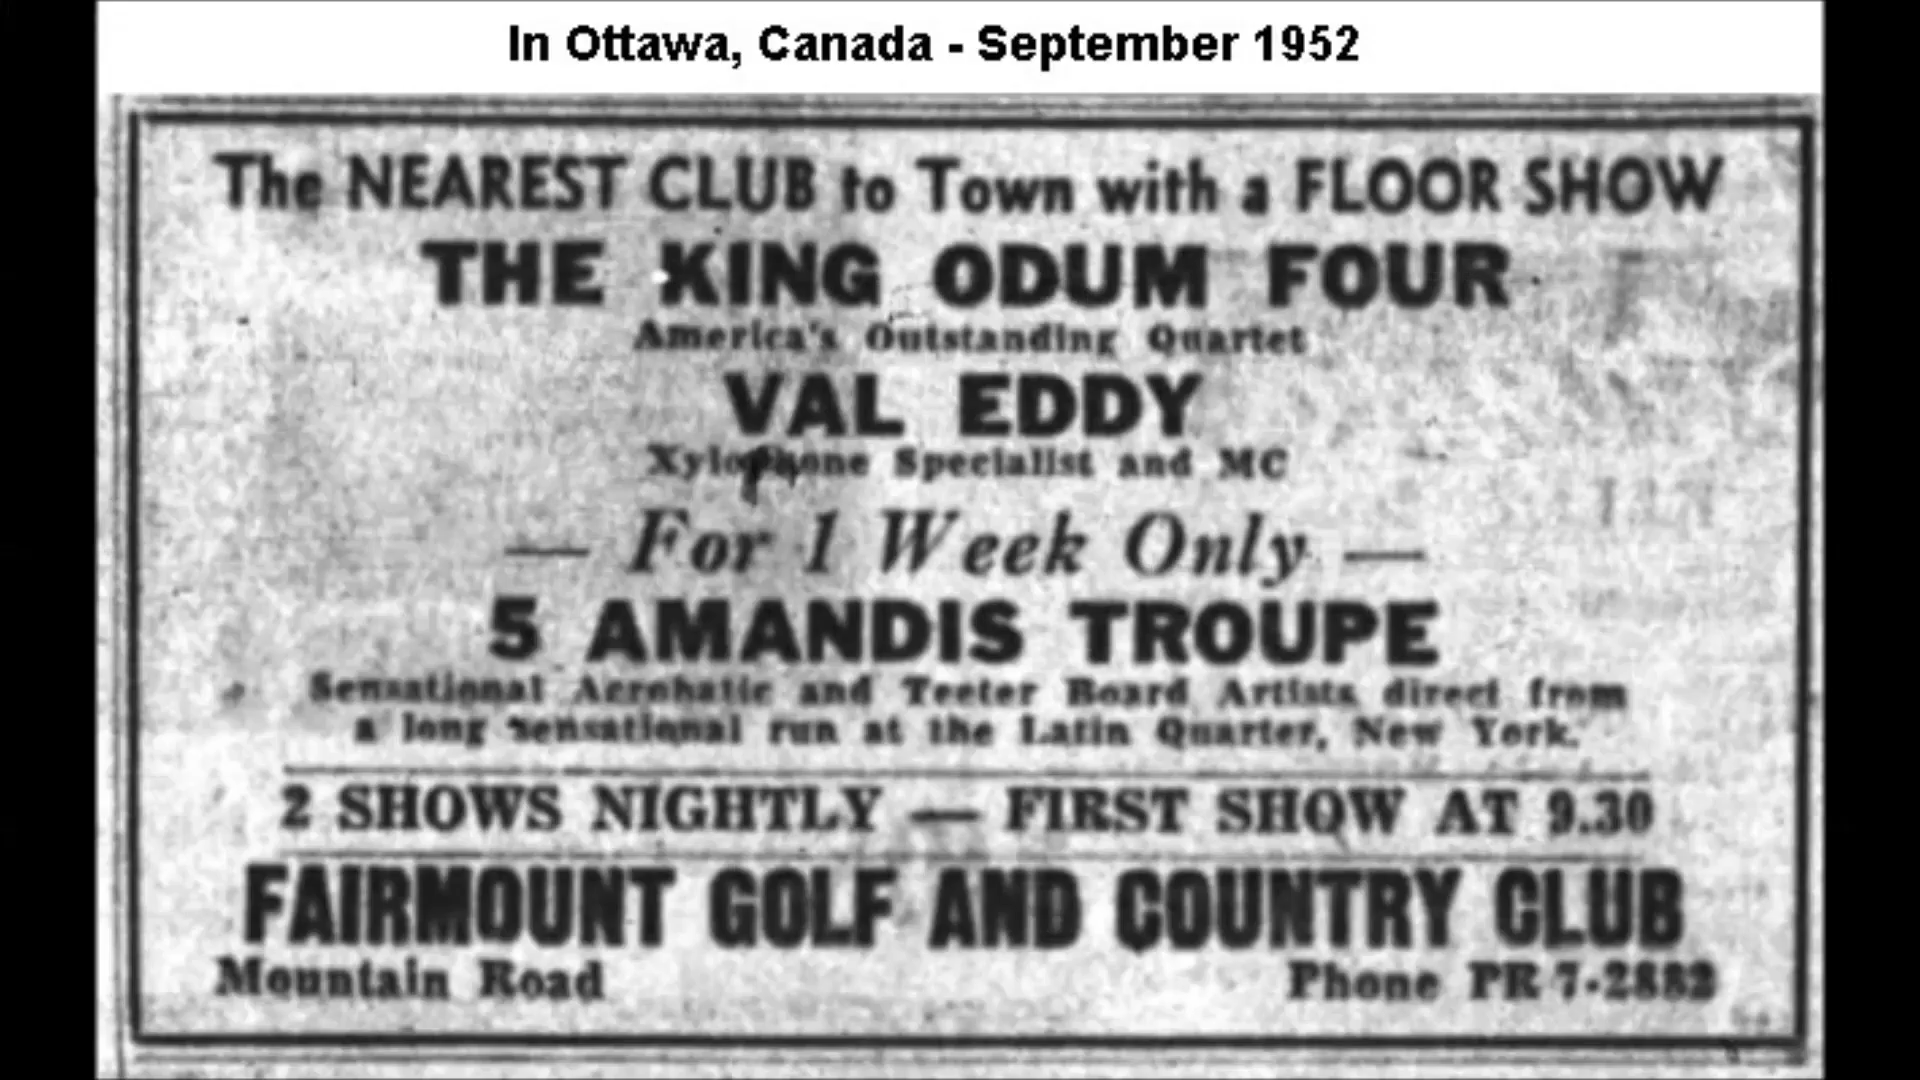 In Ottawa, Canada - September 1952
The NEAREST CLUB to Town with a FLOOR SHOW
THE KING ODUM FOUR
America's Outstanding Quartet
VAL EDDY
Xylophone Specialist and MC
— For 1 Week Only —
5 AMANDIS TROUPE
Sensational Acrobatic and Teeter Board Artists direct from
a long sensational run at the Latin Quarter, New York.
2 SHOWS NIGHTLY — FIRST SHOW AT 9.30
FAIRMOUNT GOLF AND COUNTRY CLUB
Mountain Road Phone PR 7-2882